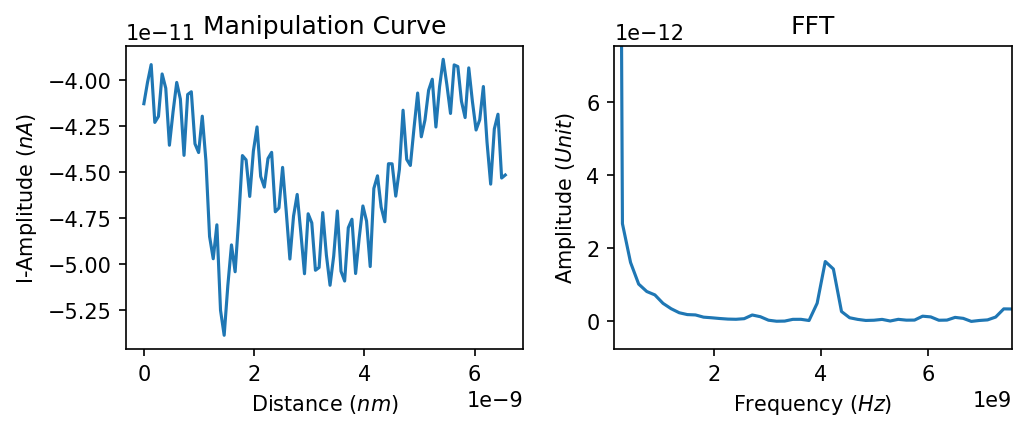 1e−11 Manipulation Curve
I-Amplitude (nA)
−4.00
−4.25
−4.50
−4.75
−5.00
−5.25
0 2 4 6
Distance (nm) 1e−9
1e−12 FFT
Amplitude (Unit)
6
4
2
0
2 4 6
Frequency (Hz) 1e9